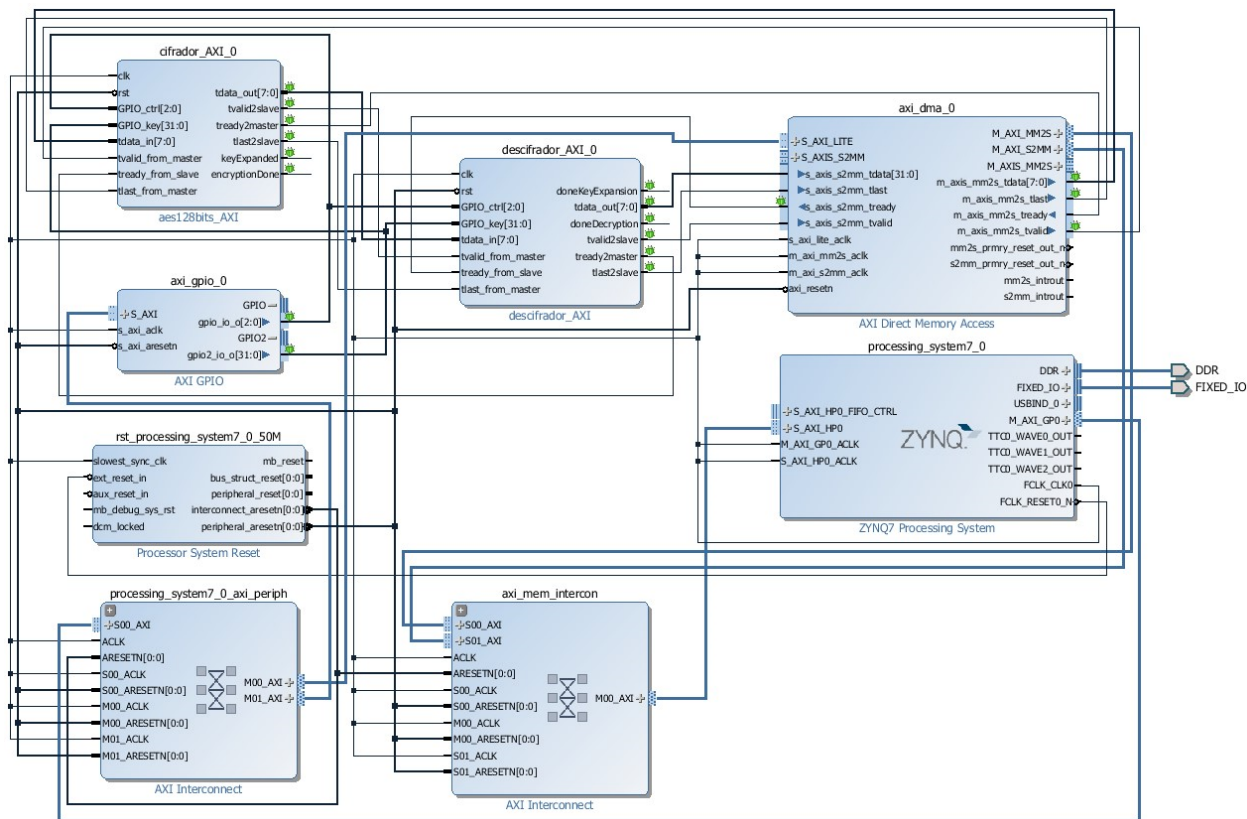 cifrador_AXI_0
clk
rst
GPIO_ctrl[2:0]
GPIO_key[31:0]
tdata_in[7:0]
tvalid_from_master
tready_from_slave
tlast_from_master
tdata_out[7:0]
tvalid2slave
tready2master
tlast2slave
keyExpanded
encryptionDone
aes128bits_AXI
descifrador_AXI_0
clk
rst
GPIO_ctrl[2:0]
GPIO_key[31:0]
tdata_in[7:0]
tvalid_from_master
tready_from_slave
tlast_from_master
doneKeyExpansion
tdata_out[7:0]
doneDecryption
tvalid2slave
tready2master
tlast2slave
descifrador_AXI
axi_dma_0
S_AXI_LITE
S_AXIS_S2MM
s_axis_s2mm_tdata[31:0]
s_axis_s2mm_tlast
s_axis_s2mm_tready
s_axis_s2mm_tvalid
s_axi_lite_aclk
m_axi_mm2s_aclk
m_axi_s2mm_aclk
axi_resetn
M_AXI_MM2S
M_AXI_S2MM
M_AXIS_MM2S
m_axis_mm2s_tdata[7:0]
m_axis_mm2s_tlast
m_axis_mm2s_tready
m_axis_mm2s_tvalid
mm2s_prmry_reset_out_n
s2mm_prmry_reset_out_n
mm2s_introut
s2mm_introut
AXI Direct Memory Access
axi_gpio_0
S_AXI
s_axi_aclk
s_axi_aresetn
GPIO
gpio_io_o[2:0]
GPIO2
gpio2_io_o[31:0]
AXI GPIO
processing_system7_0
S_AXI_HP0_FIFO_CTRL
S_AXI_HP0
M_AXI_GP0_ACLK
S_AXI_HP0_ACLK
ZYNQ
DDR
FIXED_IO
USBIND_0
M_AXI_GP0
TTC0_WAVE0_OUT
TTC0_WAVE1_OUT
TTC0_WAVE2_OUT
FCLK_CLK0
FCLK_RESET0_N
ZYNQ7 Processing System
DDR
FIXED_IO
rst_processing_system7_0_50M
slowest_sync_clk
ext_reset_in
aux_reset_in
mb_debug_sys_rst
dcm_locked
mb_reset
bus_struct_reset[0:0]
peripheral_reset[0:0]
interconnect_aresetn[0:0]
peripheral_aresetn[0:0]
Processor System Reset
processing_system7_0_axi_periph
S00_AXI
ACLK
ARESETN[0:0]
S00_ACLK
S00_ARESETN[0:0]
M00_ACLK
M00_ARESETN[0:0]
M01_ACLK
M01_ARESETN[0:0]
M00_AXI
M01_AXI
AXI Interconnect
axi_mem_intercon
S00_AXI
S01_AXI
ACLK
ARESETN[0:0]
S00_ACLK
S00_ARESETN[0:0]
M00_ACLK
M00_ARESETN[0:0]
S01_ACLK
S01_ARESETN[0:0]
M00_AXI
AXI Interconnect